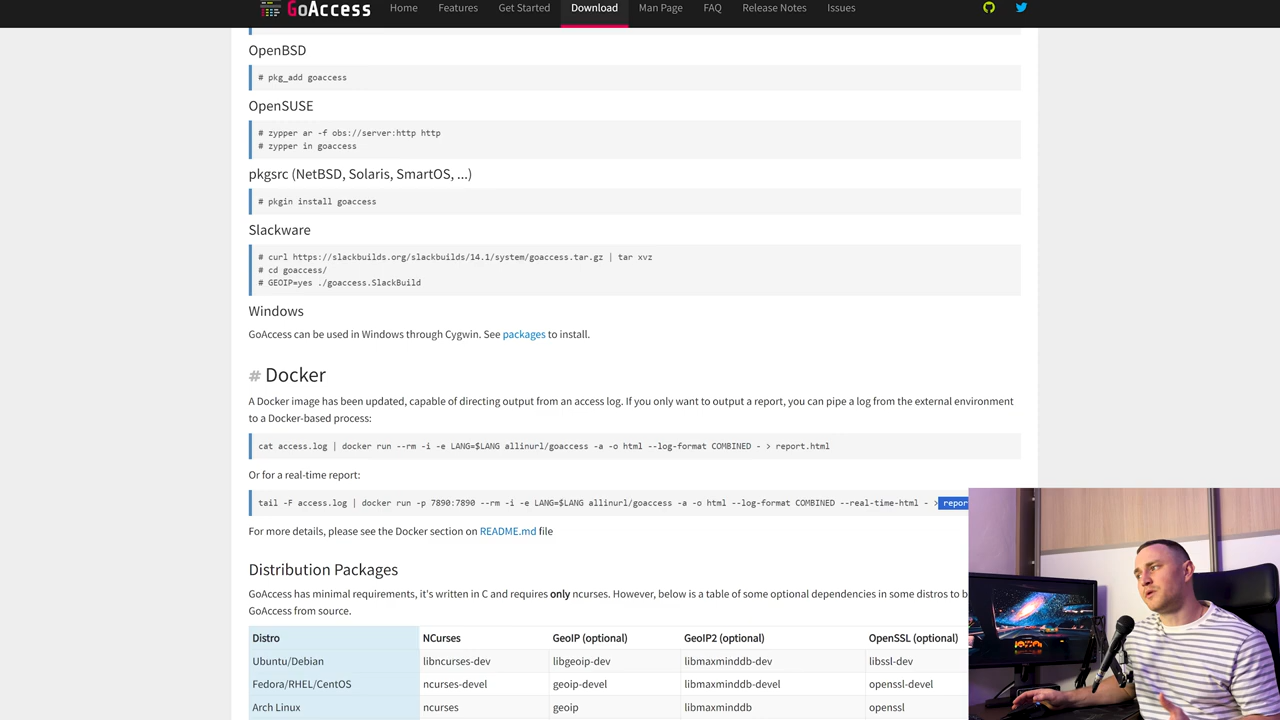 GoAccess Home Features Get Started Download Man Page FAQ Release Notes Issues
OpenBSD
# pkg_add goaccess
OpenSUSE
# zypper ar -f obs://server:http http
# zypper in goaccess
pkgsrc (NetBSD, Solaris, SmartOS, ...)
# pkgin install goaccess
Slackware
# curl https://slackbuilds.org/slackbuilds/14.1/system/goaccess.tar.gz | tar xvz
# cd goaccess/
# GEOIP=yes ./goaccess.SlackBuild
Windows
GoAccess can be used in Windows through Cygwin. See packages to install.
# Docker
A Docker image has been updated, capable of directing output from an access log. If you only want to output a report, you can pipe a log from the external environment
to a Docker-based process:
cat access.log | docker run --rm -i -e LANG=$LANG allinurl/goaccess -a -o html --log-format COMBINED - > report.html
Or for a real-time report:
tail -F access.log | docker run -p 7890:7890 --rm -i -e LANG=$LANG allinurl/goaccess -a -o html --log-format COMBINED --real-time-html - > repor
For more details, please see the Docker section on README.md file
Distribution Packages
GoAccess has minimal requirements, it's written in C and requires only ncurses. However, below is a table of some optional dependencies in some distros to b
GoAccess from source.
Distro NCurses GeoIP (optional) GeoIP2 (optional) OpenSSL (optional)
Ubuntu/Debian libncurses-dev libgeoip-dev libmaxminddb-dev libssl-dev
Fedora/RHEL/CentOS ncurses-devel geoip-devel libmaxminddb-devel openssl-devel
Arch Linux ncurses geoip libmaxminddb openssl